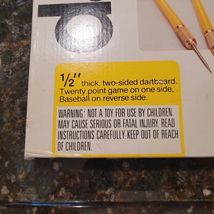 1/2" thick, two-sided dartboard.
Twenty point game on one side,
Baseball on reverse side.
WARNING: NOT A TOY FOR USE BY CHILDREN.
MAY CAUSE SERIOUS OR FATAL INJURY. READ
INSTRUCTIONS CAREFULLY. KEEP OUT OF REACH
OF CHILDREN.